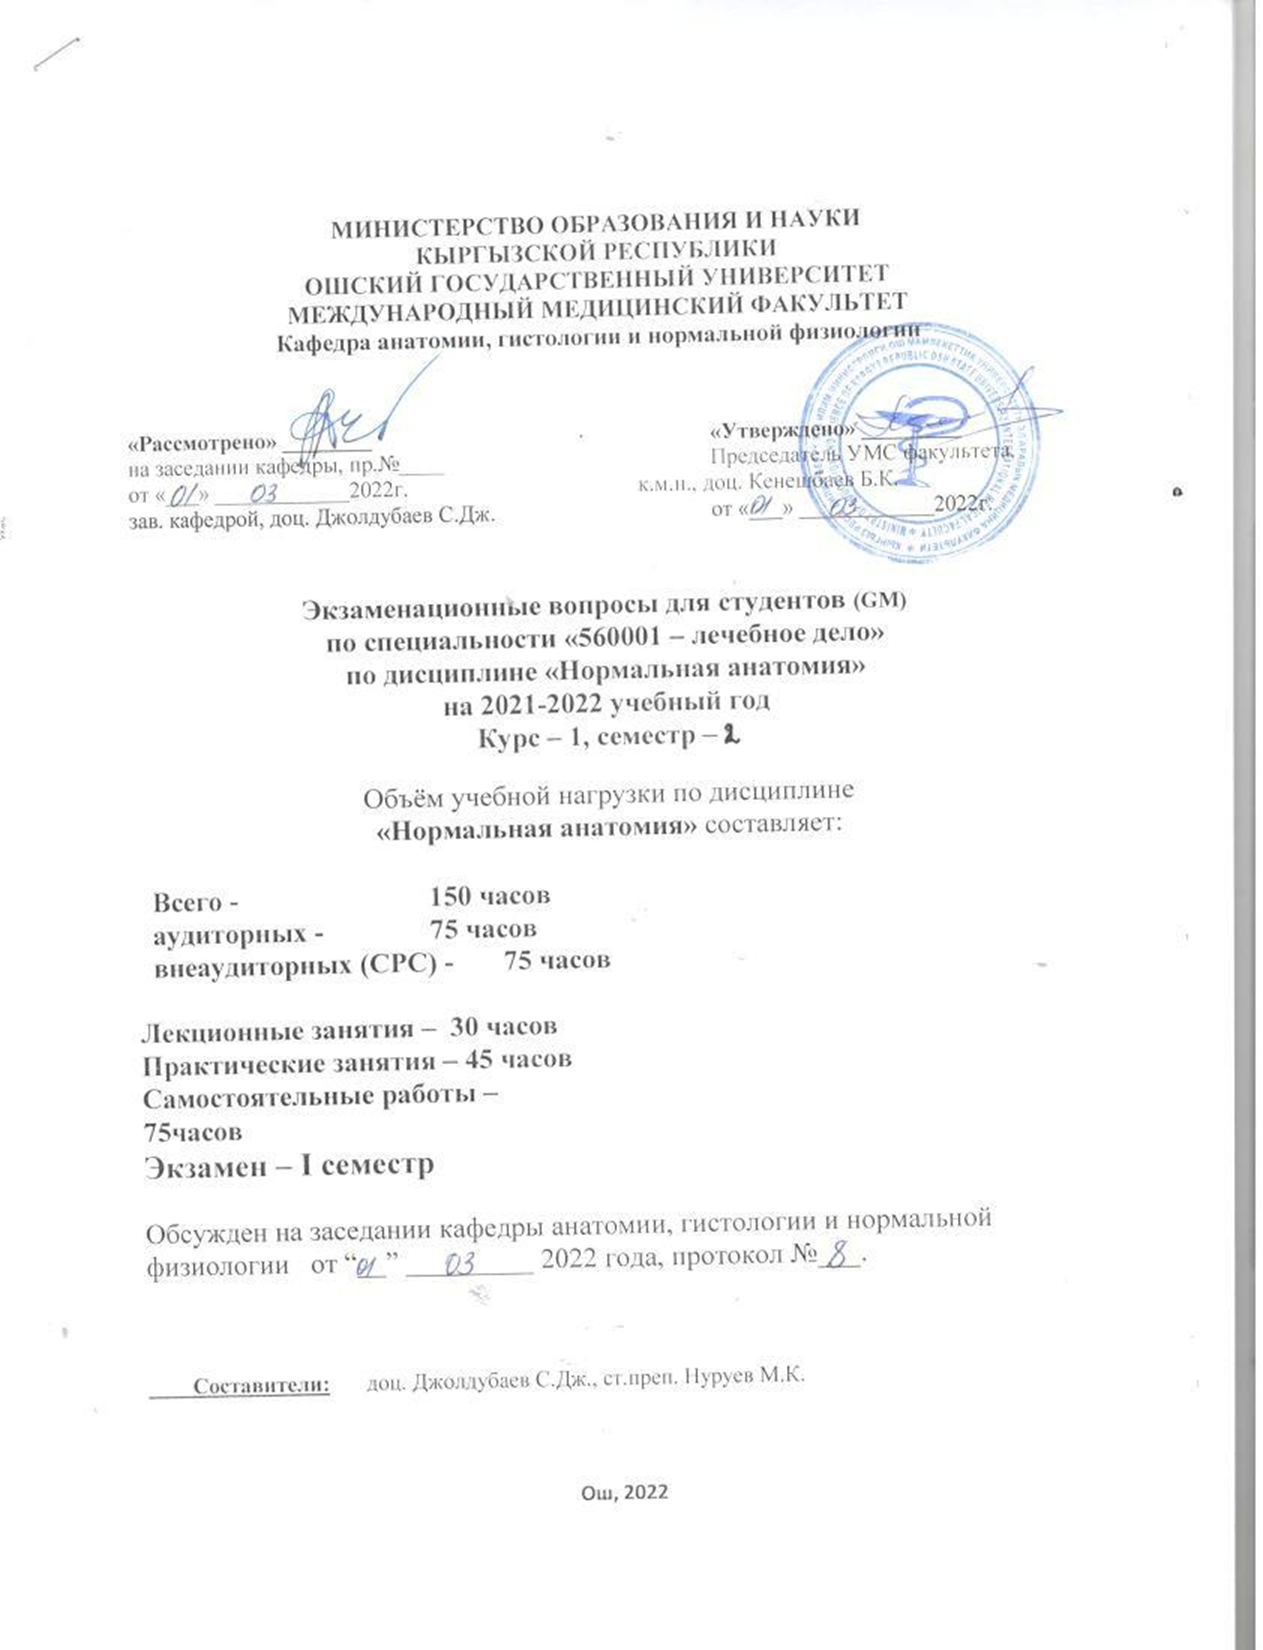 МИНИСТЕРСТВО ОБРАЗОВАНИЯ И НАУКИ
КЫРГЫЗСКОЙ РЕСПУБЛИКИ
ОШСКИЙ ГОСУДАРСТВЕННЫЙ УНИВЕРСИТЕТ
МЕЖДУНАРОДНЫЙ МЕДИЦИНСКИЙ ФАКУЛЬТЕТ
Кафедра анатомии, гистологии и нормальной физиологии
«Рассмотрено» ________
на заседании кафедры, пр.№____
от «01» 03 2022г.
зав. кафедрой, доц. Джолдубаев С.Дж.
«Утверждено» ________
Председатель УМС факультета,
к.м.н., доц. Кенешбаев Б.К.
от «01» 03 2022г.
Экзаменационные вопросы для студентов (GM)
по специальности «560001 – лечебное дело»
по дисциплине «Нормальная анатомия»
на 2021-2022 учебный год
Курс – 1, семестр – 2
Объём учебной нагрузки по дисциплине
«Нормальная анатомия» составляет:
Всего - 150 часов
аудиторных - 75 часов
внеаудиторных (СРС) - 75 часов
Лекционные занятия – 30 часов
Практические занятия – 45 часов
Самостоятельные работы –
75часов
Экзамен – I семестр
Обсужден на заседании кафедры анатомии, гистологии и нормальной
физиологии от “01” 03 2022 года, протокол № 8.
Составители: доц. Джолдубаев С.Дж., ст.преп. Нуруев М.К.
Ош, 2022